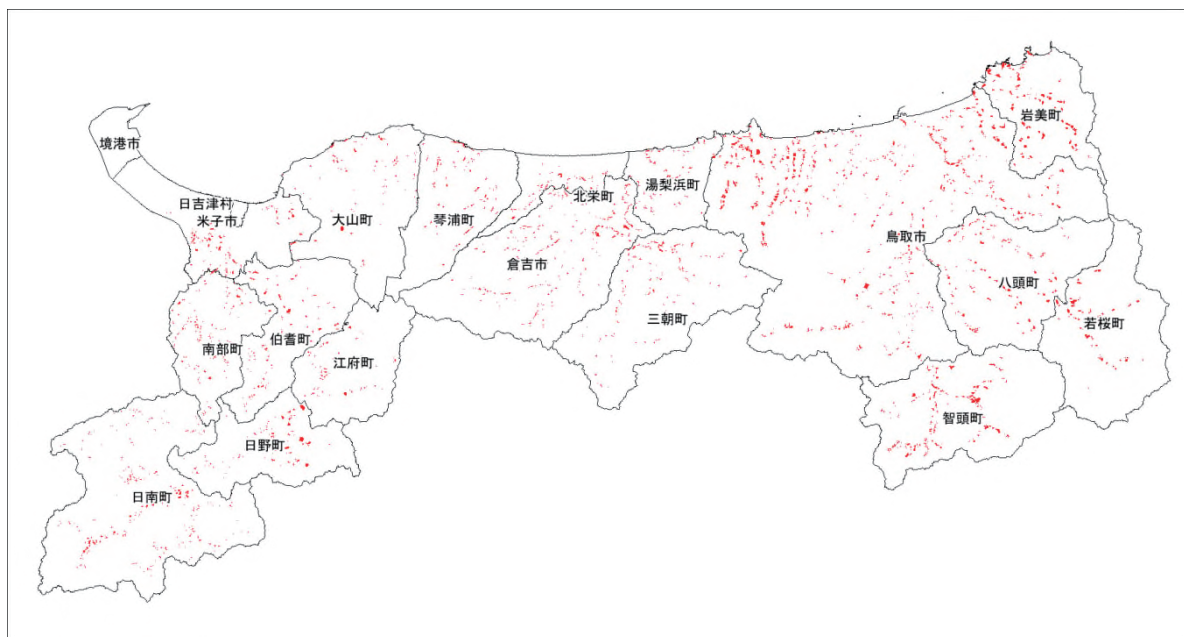 岩美町
境港市
湯梨浜町
北栄町
日吉津村
米子市
大山町
琴浦町
鳥取市
倉吉市
八頭町
三朝町
若桜町
伯耆町
南部町
江府町
智頭町
日野町
日南町